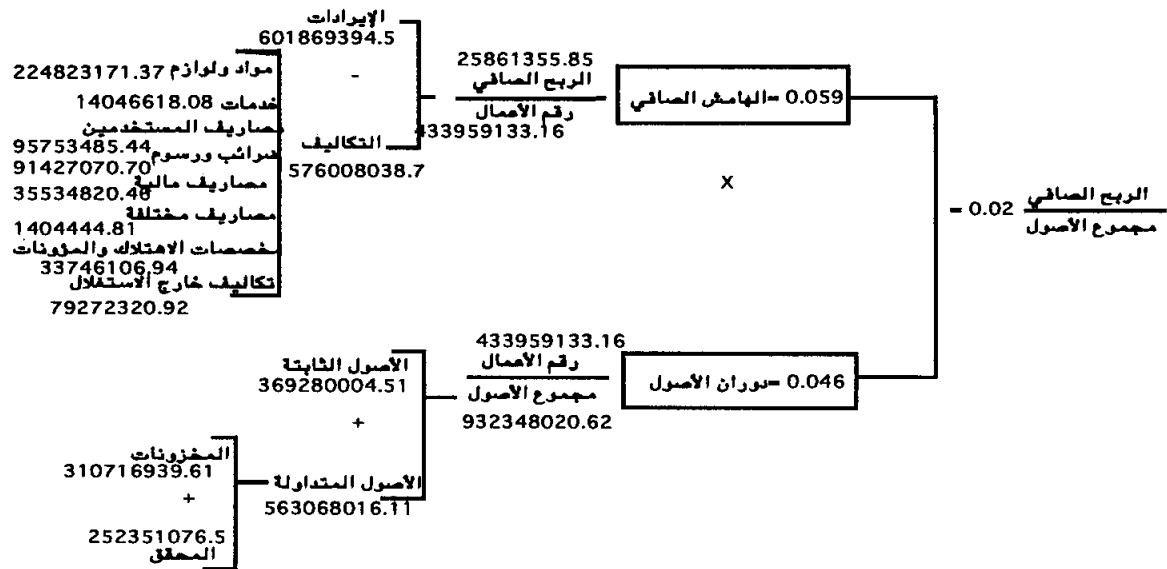 الإيرادات
601869394.5
-
التكاليف
576008038.7
مواد ولوازم 224823171.37
خدمات 14046618.08
مصاريف المستخدمين
95753485.44
ضرائب ورسوم
91427070.70
مصاريف مالية
35534820.46
مصاريف مختلفة
1404444.81
مخصصات الاهتلاك والمؤونات
33746106.94
تكاليف خارج الاستغلال
79272320.92
25861355.85
الربح الصافي
رقم الأعمال
433959133.16
الهامش الصافي= 0.059
x
الربح الصافي
مجموع الأصول
= 0.02
433959133.16
رقم الأعمال
مجموع الأصول
932348020.62
دوران الأصول= 0.046
الأصول الثابتة
369280004.51
+
الأصول المتداولة
563068016.11
المخزونات
310716939.61
+
252351076.5
المحقق